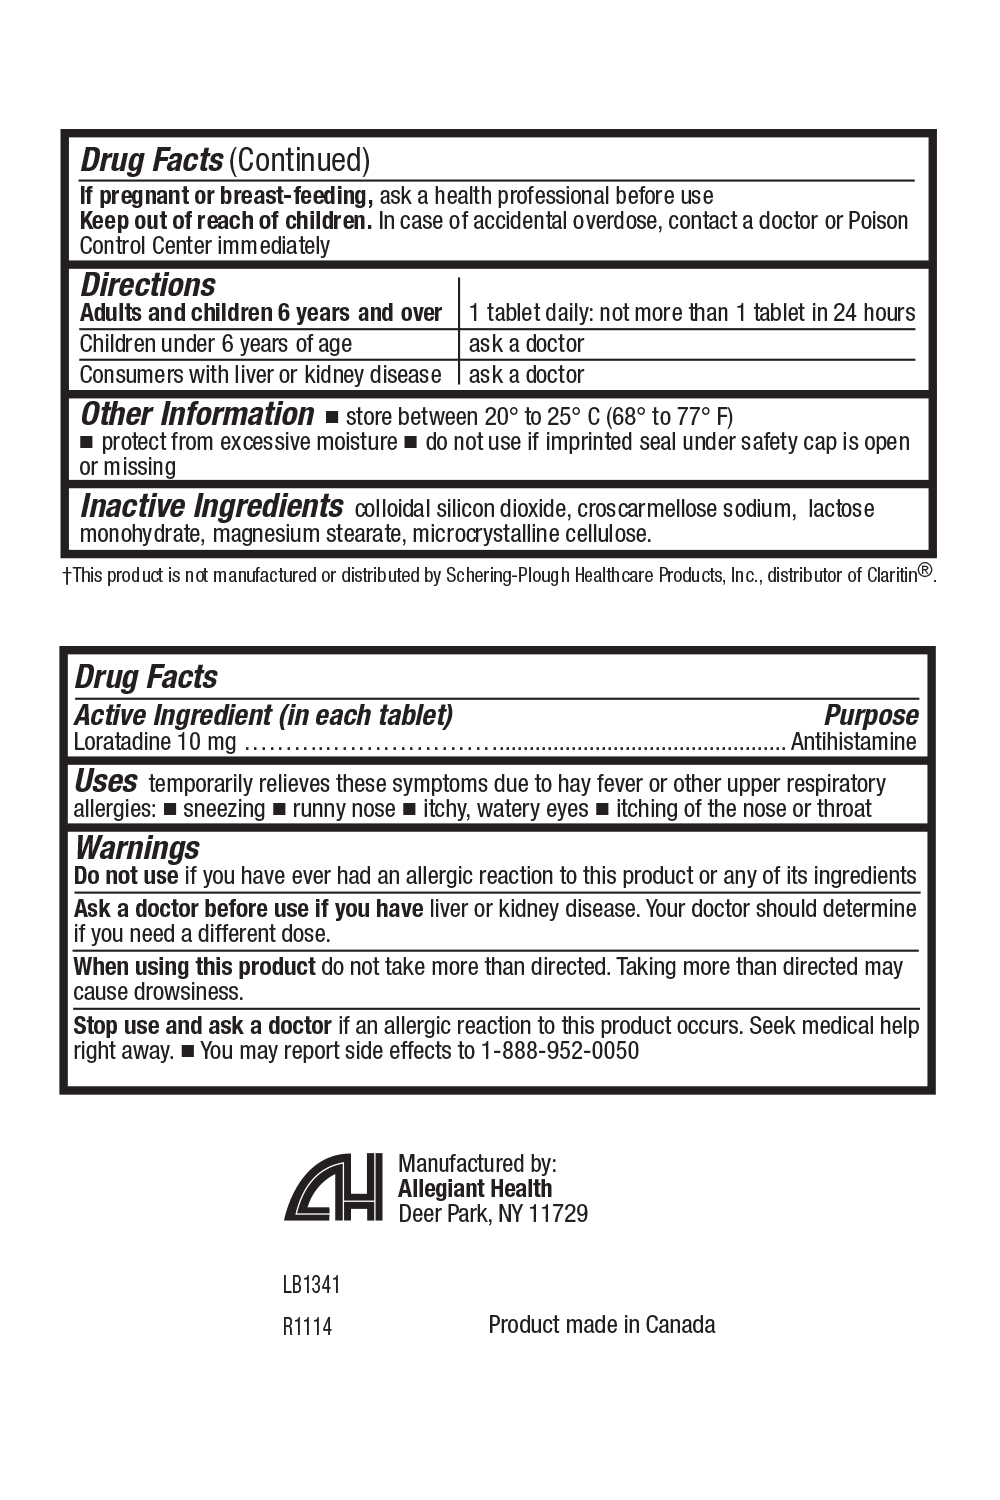 Drug Facts (Continued)
If pregnant or breast-feeding, ask a health professional before use
Keep out of reach of children. In case of accidental overdose, contact a doctor or Poison
Control Center immediately
Directions
Adults and children 6 years and over 1 tablet daily: not more than 1 tablet in 24 hours
Children under 6 years of age ask a doctor
Consumers with liver or kidney disease ask a doctor
Other Information ■ store between 20° to 25° C (68° to 77° F)
■ protect from excessive moisture ■ do not use if imprinted seal under safety cap is open
or missing
Inactive Ingredients colloidal silicon dioxide, croscarmellose sodium, lactose
monohydrate, magnesium stearate, microcrystalline cellulose.
†This product is not manufactured or distributed by Schering-Plough Healthcare Products, Inc., distributor of Claritin®.
Drug Facts
Active Ingredient (in each tablet) Purpose
Loratadine 10 mg ........................................................................................ Antihistamine
Uses temporarily relieves these symptoms due to hay fever or other upper respiratory
allergies: ■ sneezing ■ runny nose ■ itchy, watery eyes ■ itching of the nose or throat
Warnings
Do not use if you have ever had an allergic reaction to this product or any of its ingredients
Ask a doctor before use if you have liver or kidney disease. Your doctor should determine
if you need a different dose.
When using this product do not take more than directed. Taking more than directed may
cause drowsiness.
Stop use and ask a doctor if an allergic reaction to this product occurs. Seek medical help
right away. ■ You may report side effects to 1-888-952-0050
AH
Manufactured by:
Allegiant Health
Deer Park, NY 11729
LB1341
R1114 Product made in Canada